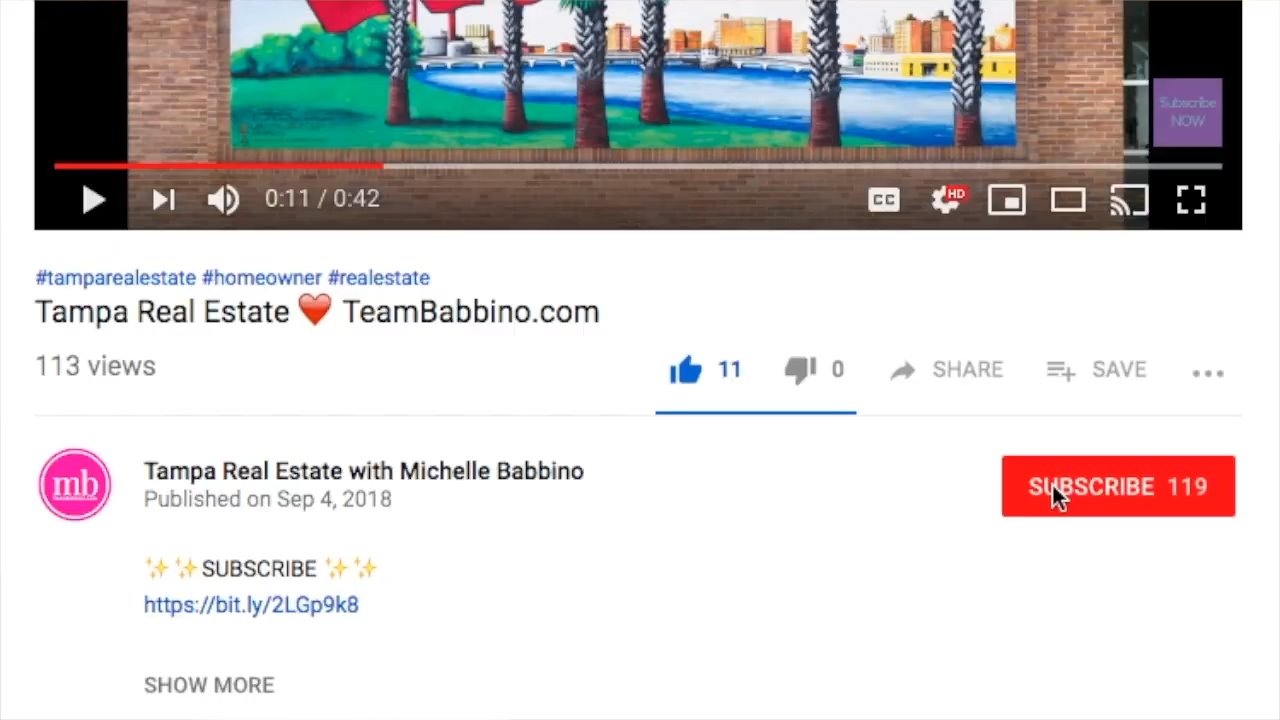 Subscribe
NOW
0:11 / 0:42
CC
HD
#tamparealestate #homeowner #realestate
Tampa Real Estate ❤️ TeamBabbino.com
113 views
11
0
SHARE
SAVE
mb
Tampa Real Estate with Michelle Babbino
Published on Sep 4, 2018
SUBSCRIBE 119
✨✨SUBSCRIBE ✨✨
https://bit.ly/2LGp9k8
SHOW MORE